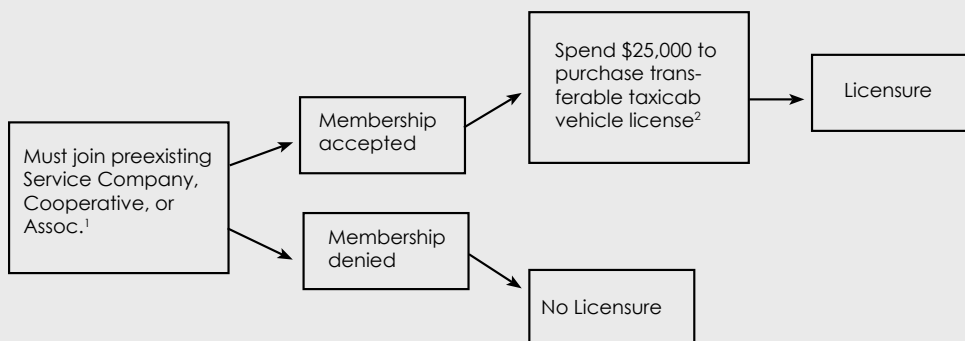 Must join preexisting
Service Company,
Cooperative, or
Assoc.¹
Membership
accepted
Spend $25,000 to
purchase trans-
ferable taxicab
vehicle license²
Licensure
Membership
denied
No Licensure